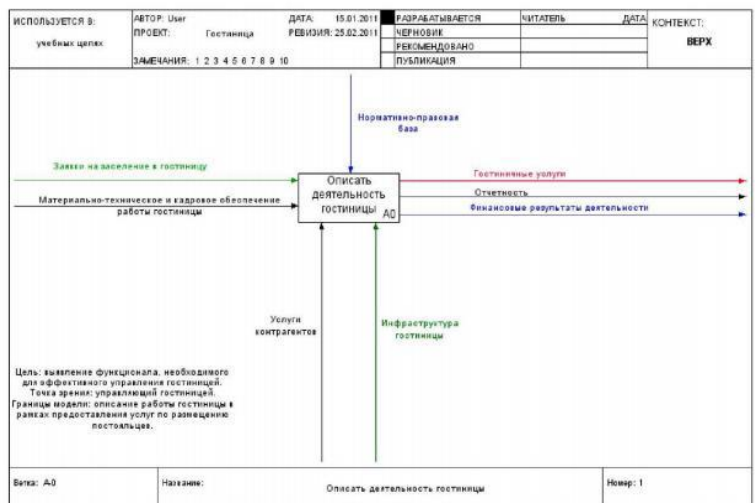 ИСПОЛЬЗУЕТСЯ В:
учебных целях
АВТОР: User
ДАТА: 15.01.2011
ПРОЕКТ: Гостиница
РЕВИЗИЯ: 25.02.2011
ЗАМЕЧАНИЯ: 1 2 3 4 5 6 7 8 9 10
РАЗРАБАТЫВАЕТСЯ
ЧЕРНОВИК
РЕКОМЕНДОВАНО
ПУБЛИКАЦИЯ
ЧИТАТЕЛЬ
ДАТА
КОНТЕКСТ:
ВЕРХ
Нормативно-правовая
база
Заявки на заселение в гостиницу
Материально-техническое и кадровое обеспечение
работы гостиницы
Описать
деятельность
гостиницы
A0
Гостиничные услуги
Отчетность
Финансовые результаты деятельности
Услуги
контрагентов
Инфраструктура
гостиницы
Цель: выявление функционала, необходимого
для эффективного управления гостиницей.
Точка зрения: управляющий гостиницей.
Границы модели: описание работы гостиницы в
рамках предоставления услуг по размещению
постояльцев.
Ветка: A-0
Название:
Описать деятельность гостиницы
Номер: 1